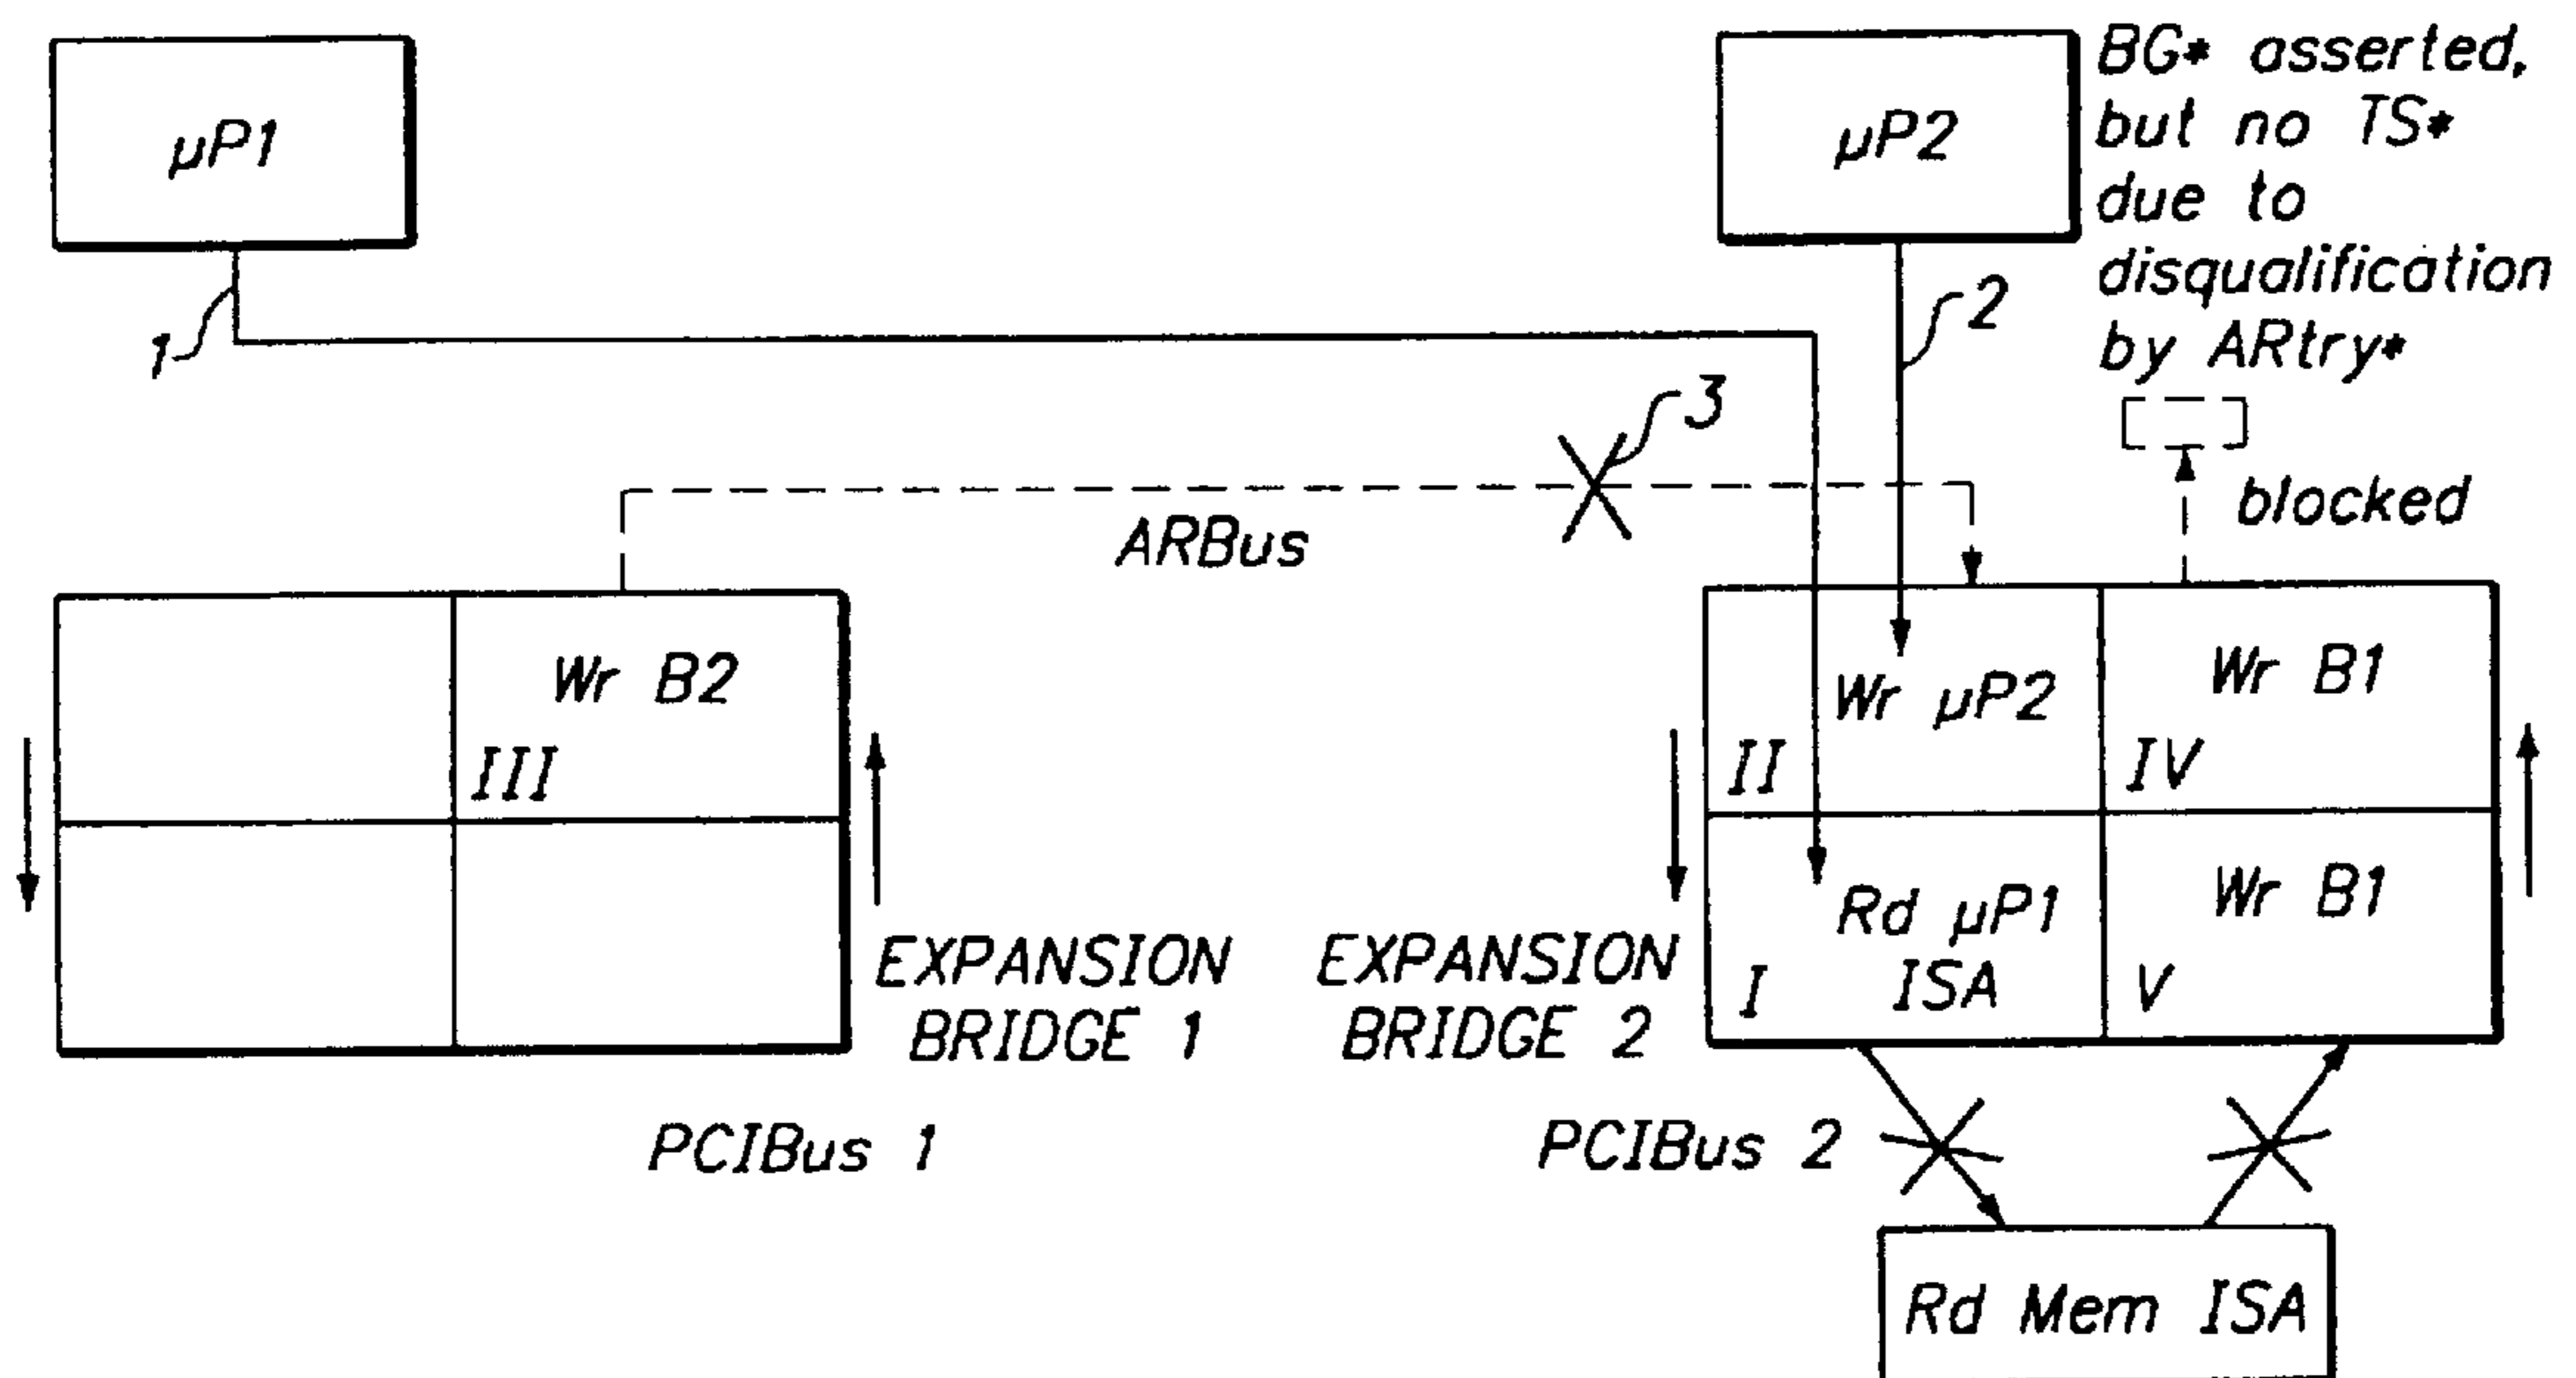 µP1
µP2
BG* asserted,
but no TS*
due to
disqualification
by ARtry*
1
2
3
ARBus
blocked
Wr B2
III
Wr µP2
II
Wr B1
IV
Rd µP1
ISA
I
Wr B1
V
EXPANSION
BRIDGE 1
EXPANSION
BRIDGE 2
PCIBus 1
PCIBus 2
Rd Mem ISA